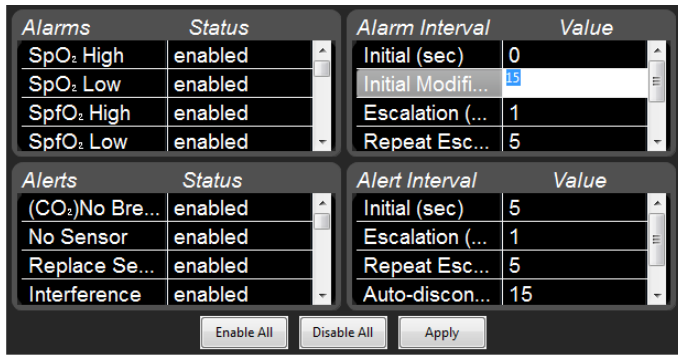 Alarms Status
SpO₂ High enabled
SpO₂ Low enabled
SpfO₂ High enabled
SpfO₂ Low enabled
Alarm Interval Value
Initial (sec) 0
Initial Modifi... 15
Escalation (... 1
Repeat Esc... 5
Alerts Status
(CO₂)No Bre... enabled
No Sensor enabled
Replace Se... enabled
Interference enabled
Alert Interval Value
Initial (sec) 5
Escalation (... 1
Repeat Esc... 5
Auto-discon... 15
Enable All Disable All Apply